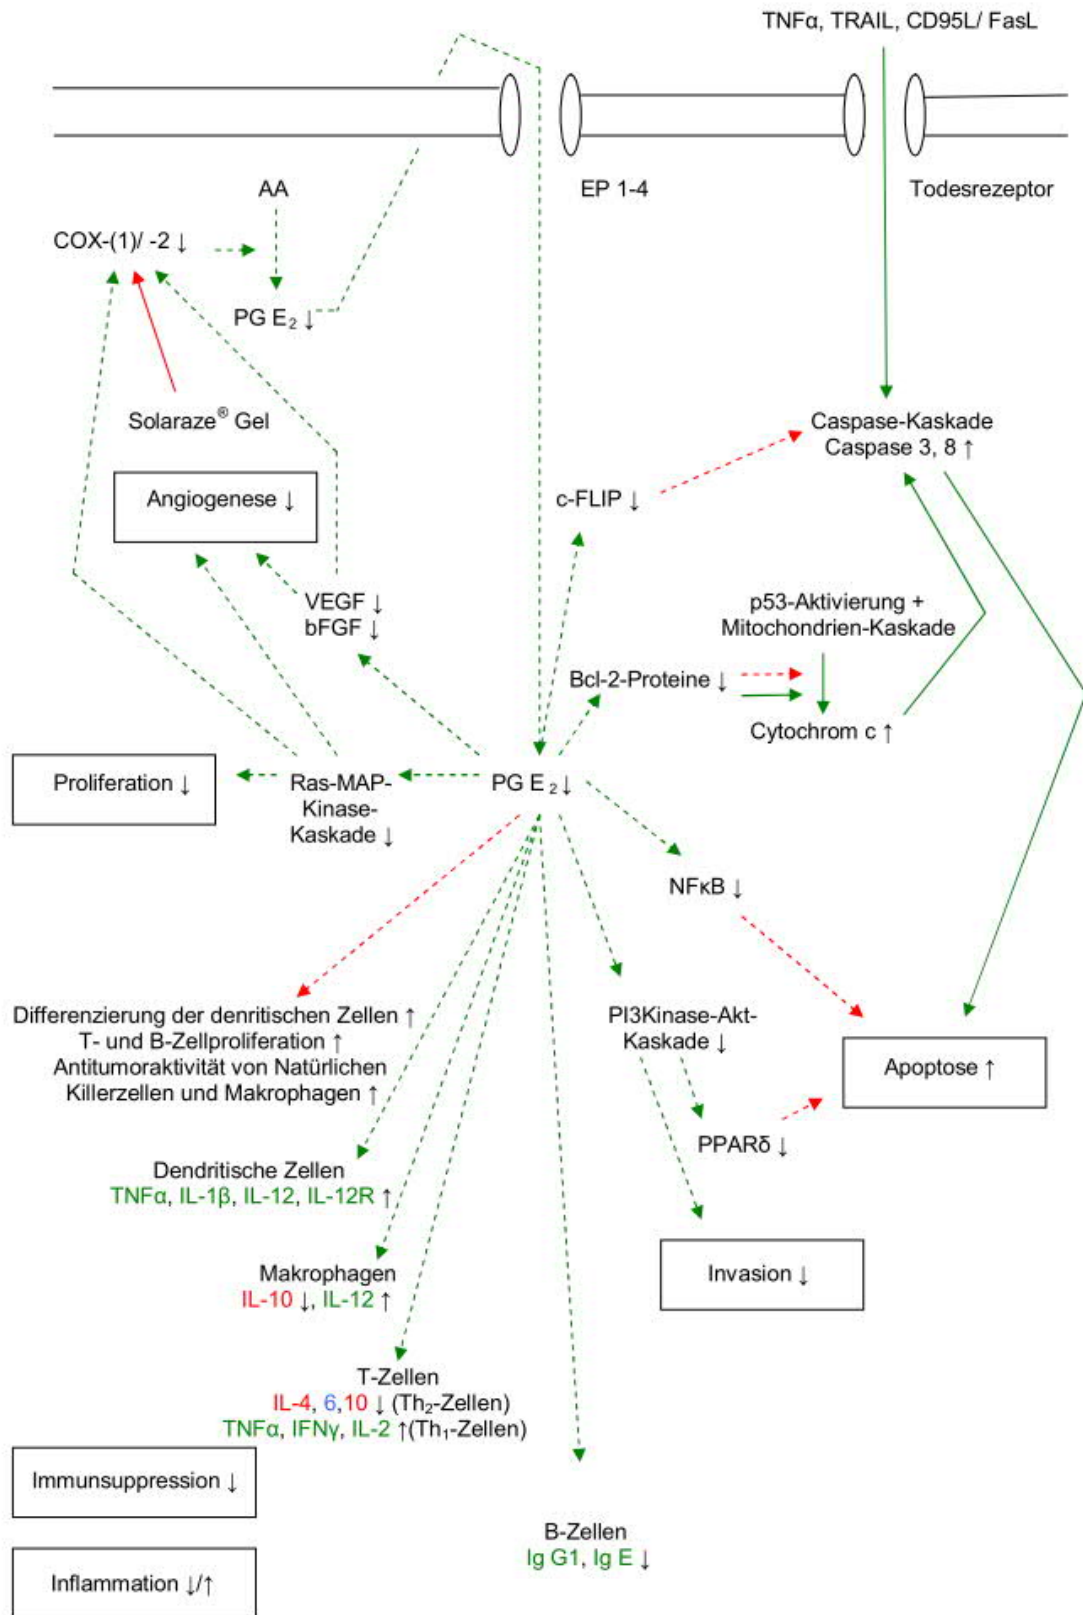 TNFα, TRAIL, CD95L/ FasL
AA
EP 1-4
Todesrezeptor
COX-(1)/ -2 ↓
PG E₂ ↓
Solaraze® Gel
Caspase-Kaskade
Caspase 3, 8 ↑
Angiogenese ↓
c-FLIP ↓
VEGF ↓
bFGF ↓
p53-Aktivierung +
Mitochondrien-Kaskade
Bcl-2-Proteine ↓
Cytochrom c ↑
Proliferation ↓
Ras-MAP-
Kinase-
Kaskade ↓
PG E ₂ ↓
NFκB ↓
Differenzierung der denritischen Zellen ↑
T- und B-Zellproliferation ↑
Antitumoraktivität von Natürlichen
Killerzellen und Makrophagen ↑
PI3Kinase-Akt-
Kaskade ↓
Apoptose ↑
PPARδ ↓
Dendritische Zellen
TNFα, IL-1β, IL-12, IL-12R ↑
Makrophagen
IL-10 ↓, IL-12 ↑
Invasion ↓
T-Zellen
IL-4, 6,10 ↓ (Th₂-Zellen)
TNFα, IFNγ, IL-2 ↑(Th₁-Zellen)
Immunsuppression ↓
B-Zellen
Ig G1, Ig E ↓
Inflammation ↓/↑